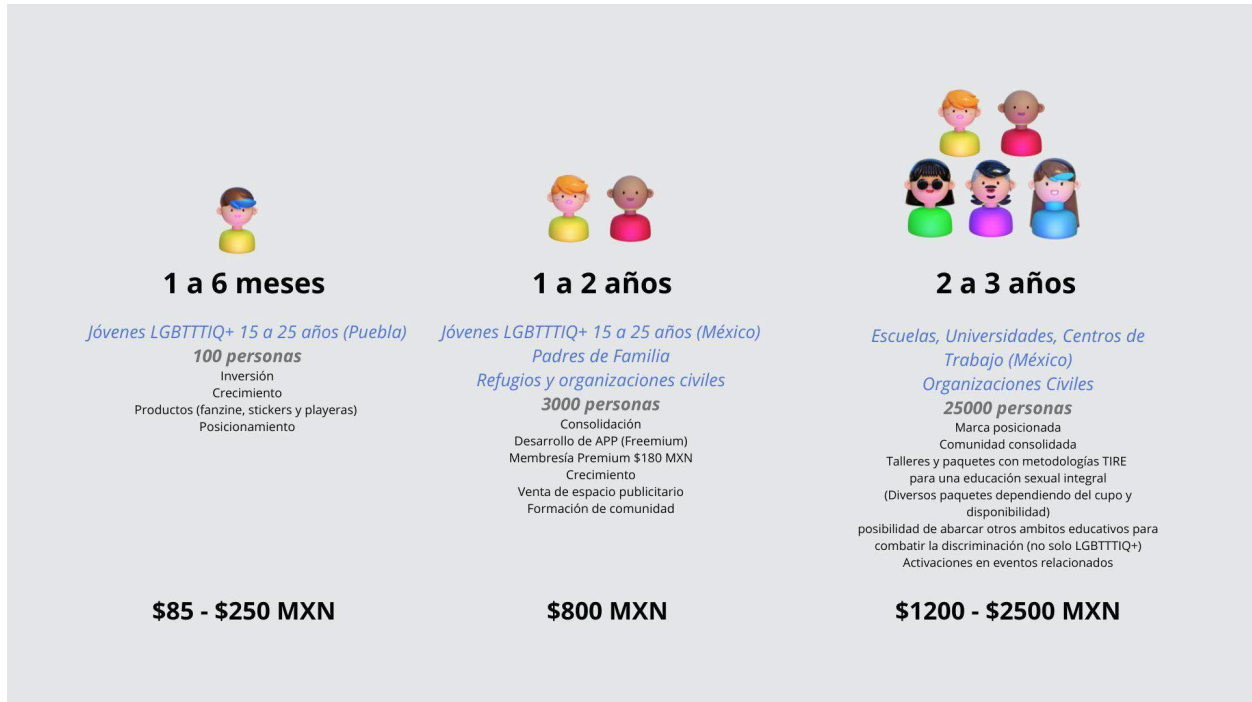 1 a 6 meses
Jóvenes LGBTTTIQ+ 15 a 25 años (Puebla)
100 personas
Inversión
Crecimiento
Productos (fanzine, stickers y playeras)
Posicionamiento
$85 - $250 MXN
1 a 2 años
Jóvenes LGBTTTIQ+ 15 a 25 años (México)
Padres de Familia
Refugios y organizaciones civiles
3000 personas
Consolidación
Desarrollo de APP (Freemium)
Membresía Premium $180 MXN
Crecimiento
Venta de espacio publicitario
Formación de comunidad
$800 MXN
2 a 3 años
Escuelas, Universidades, Centros de
Trabajo (México)
Organizaciones Civiles
25000 personas
Marca posicionada
Comunidad consolidada
Talleres y paquetes con metodologías TIRE
para una educación sexual integral
(Diversos paquetes dependiendo del cupo y
disponibilidad)
posibilidad de abarcar otros ambitos educativos para
combatir la discriminación (no solo LGBTTTIQ+)
Activaciones en eventos relacionados
$1200 - $2500 MXN